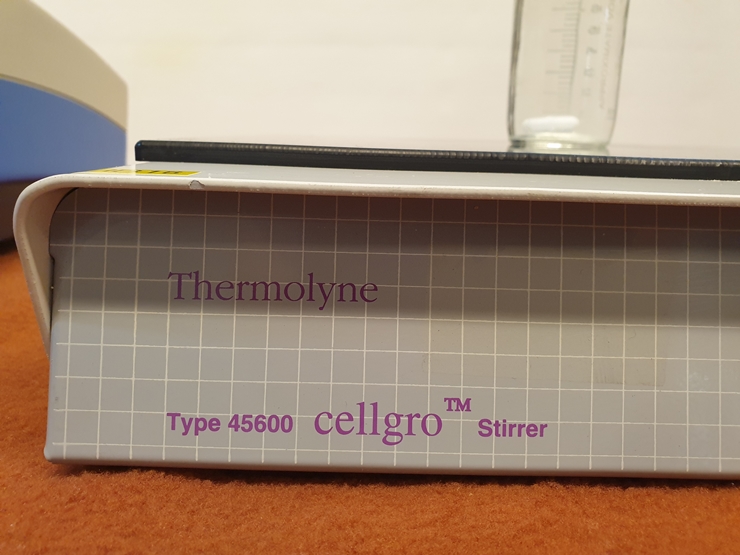 Thermolyne
Type 45600 cellgro™ Stirrer